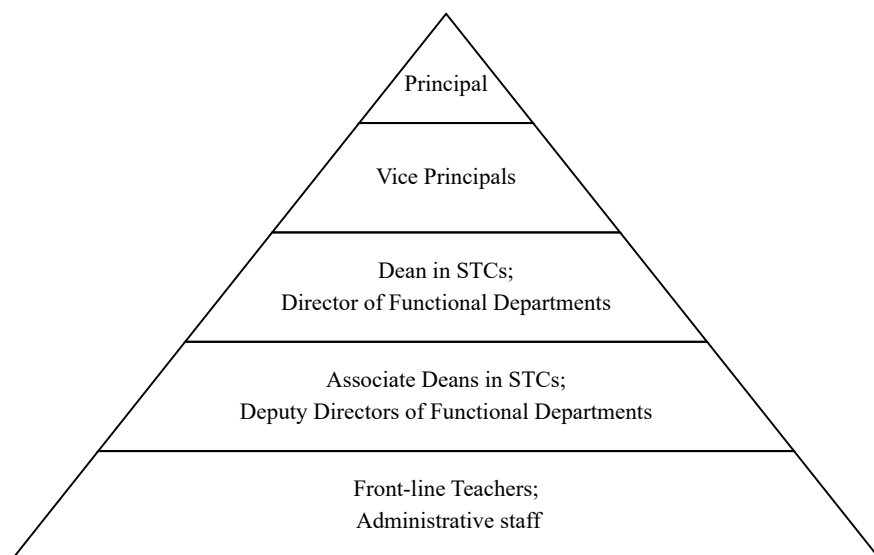 Principal
Vice Principals
Dean in STCs;
Director of Functional Departments
Associate Deans in STCs;
Deputy Directors of Functional Departments
Front-line Teachers;
Administrative staff